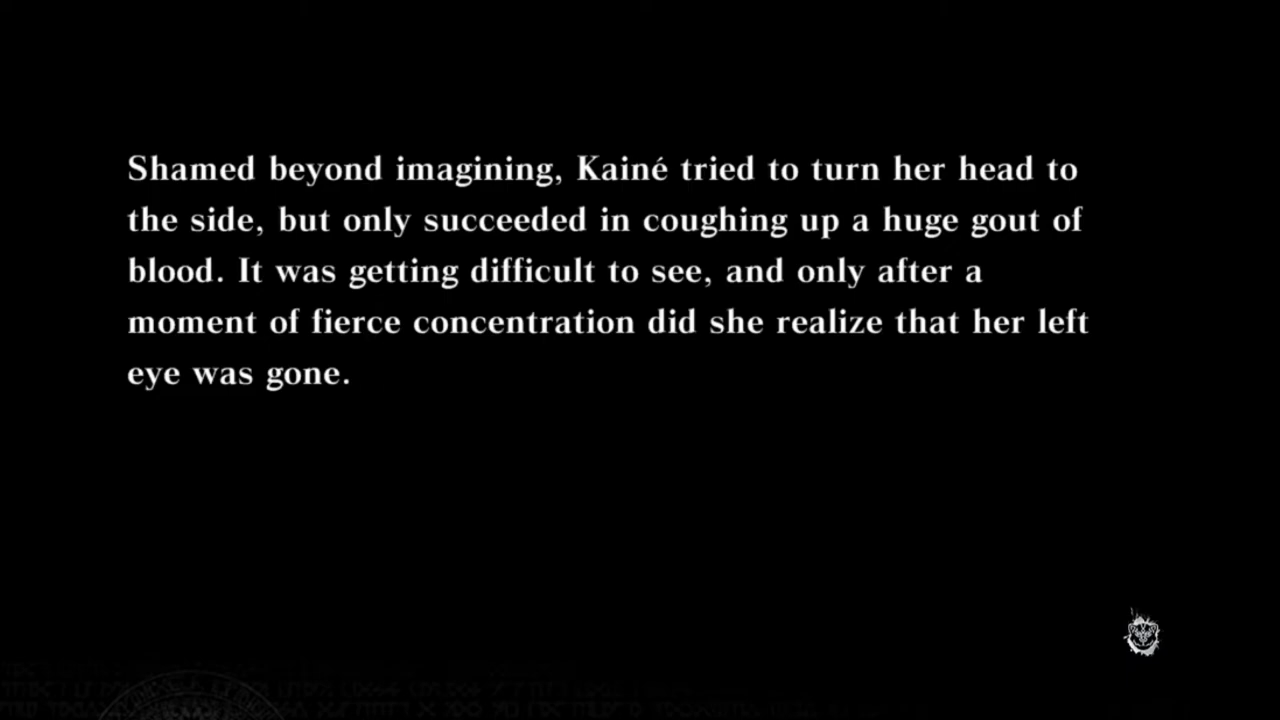 Shamed beyond imagining, Kainé tried to turn her head to
the side, but only succeeded in coughing up a huge gout of
blood. It was getting difficult to see, and only after a
moment of fierce concentration did she realize that her left
eye was gone.